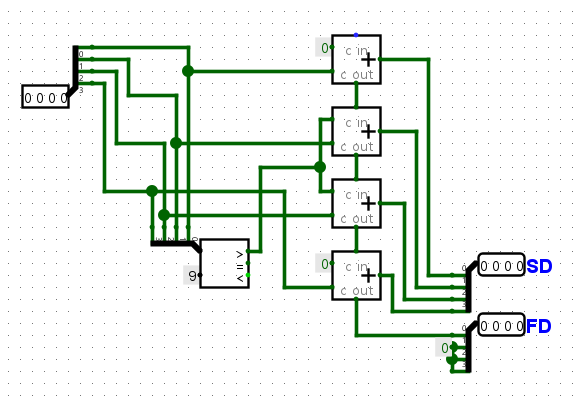 0 c in
+
0
1
2
3
c out
0 0 0 0
c in
+
c out
c in
+
c out
>
=
<
9
0 c in
+
c out
0 0 0 0 SD
0 0 0 0 FD
0